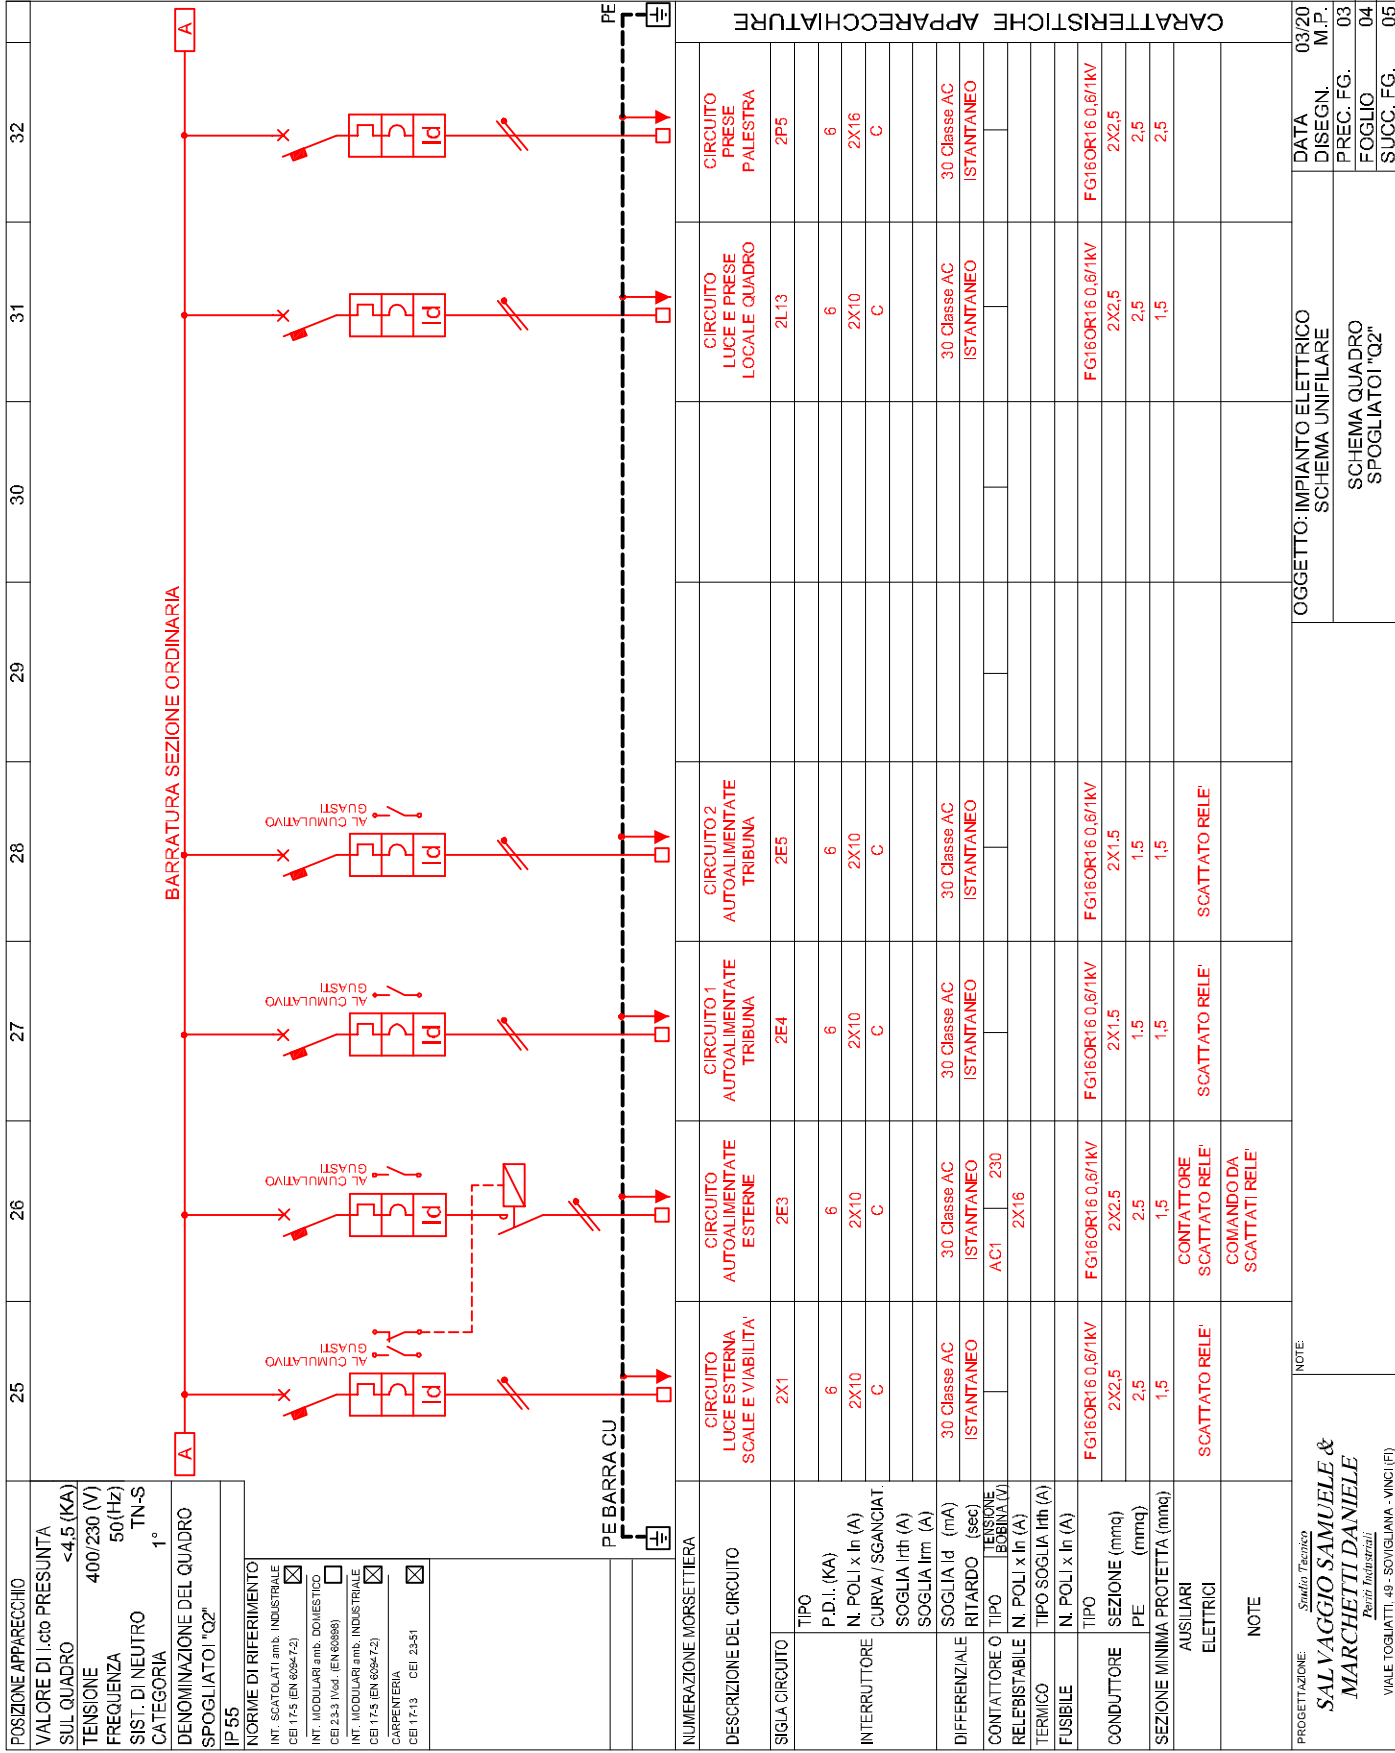 POSIZIONE APPARECCHIO
25
26
27
28
29
30
31
32
VALORE DI I.cto PRESUNTA
SUL QUADRO <4,5 (KA)
TENSIONE 400/230 (V)
FREQUENZA 50(Hz)
SIST. DI NEUTRO TN-S
CATEGORIA 1°
DENOMINAZIONE DEL QUADRO
SPOGLIATOI "Q2"
IP 55
NORME DI RIFERIMENTO
INT. SCATOLATI amb. INDUSTRIALE
CEI 17-5 (EN 60947-2)
INT. MODULARI amb. DOMESTICO
CEI 23-3 IVed. (EN 60898)
INT. MODULARI amb. INDUSTRIALE
CEI 17-5 (EN 60947-2)
CARPENTERIA
CEI 17-13 CEI 23-51
A
BARRATURA SEZIONE ORDINARIA
A
AL CUMULATIVO
GUASTI
AL CUMULATIVO
GUASTI
AL CUMULATIVO
GUASTI
AL CUMULATIVO
GUASTI
Id
Id
Id
Id
Id
Id
PE BARRA CU
PE
CARATTERISTICHE APPARECCHIATURE
NUMERAZIONE MORSETTIERA
DESCRIZIONE DEL CIRCUITO
CIRCUITO
LUCE ESTERNA
SCALE E VIABILITA'
CIRCUITO
AUTOALIMENTATE
ESTERNE
CIRCUITO 1
AUTOALIMENTATE
TRIBUNA
CIRCUITO 2
AUTOALIMENTATE
TRIBUNA
CIRCUITO
LUCE E PRESE
LOCALE QUADRO
CIRCUITO
PRESE
PALESTRA
SIGLA CIRCUITO 2X1 2E3 2E4 2E5 2L13 2P5
INTERRUTTORE
TIPO
P.D.I. (KA) 6 6 6 6 6 6
N. POLI x In (A) 2X10 2X10 2X10 2X10 2X10 2X16
CURVA / SGANCIAT. C C C C C C
SOGLIA Irth (A)
SOGLIA Irm (A)
DIFFERENZIALE
SOGLIA Id (mA) 30 Classe AC 30 Classe AC 30 Classe AC 30 Classe AC 30 Classe AC 30 Classe AC
RITARDO (sec) ISTANTANEO ISTANTANEO ISTANTANEO ISTANTANEO ISTANTANEO ISTANTANEO
CONTATTORE O TIPO TENSIONE BOBINA (V) AC1 230
RELE'BISTABILE N. POLI x In (A) 2X16
TERMICO TIPO SOGLIA Irth (A)
FUSIBILE N. POLI x In (A)
CONDUTTORE
TIPO FG16OR16 0,6/1kV FG16OR16 0,6/1kV FG16OR16 0,6/1kV FG16OR16 0,6/1kV FG16OR16 0,6/1kV FG16OR16 0,6/1kV
SEZIONE (mmq) 2X2,5 2X2.5 2X1.5 2X1.5 2X2,5 2X2,5
PE (mmq) 2,5 2.5 1.5 1.5 2,5 2,5
SEZIONE MINIMA PROTETTA (mmq) 1,5 1,5 1,5 1,5 1,5 2,5
AUSILIARI
ELETTRICI
SCATTATO RELE'
CONTATTORE
SCATTATO RELE'
SCATTATO RELE'
SCATTATO RELE'
NOTE
COMANDO DA
SCATTATI RELE'
PROGETTAZIONE: Studio Tecnico
SALVAGGIO SAMUELE &
MARCHETTI DANIELE
Periti Industriali
VIALE TOGLIATTI, 49 - SOVIGLIANA - VINCI (FI)
NOTE:
OGGETTO: IMPIANTO ELETTRICO
SCHEMA UNIFILARE
SCHEMA QUADRO
SPOGLIATOI "Q2"
DATA 03/20
DISEGN. M.P.
PREC. FG. 03
FOGLIO 04
SUCC. FG. 05